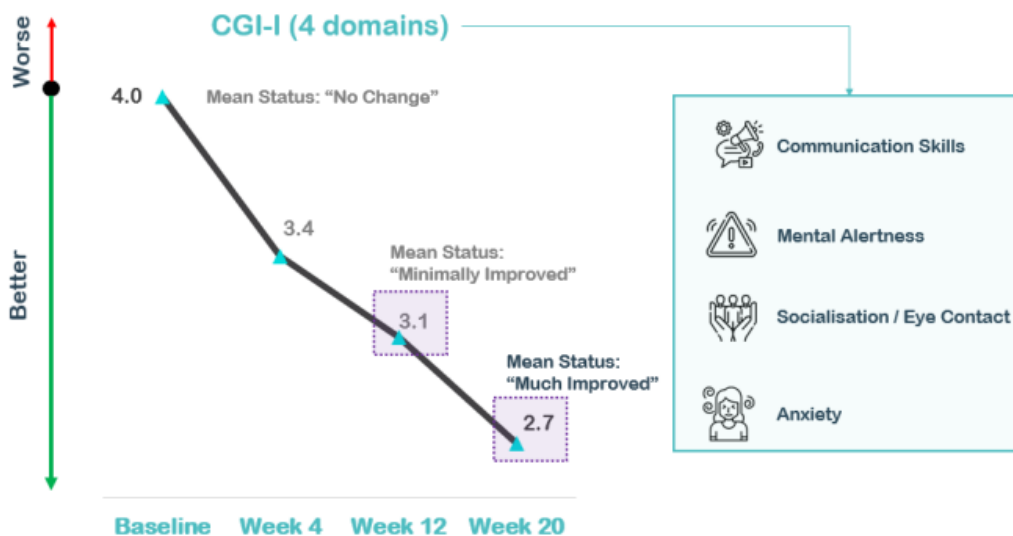 CGI-I (4 domains)
Worse
Better
4.0
Mean Status: “No Change”
3.4
Mean Status:
“Minimally Improved”
3.1
Mean Status:
“Much Improved”
2.7
Baseline
Week 4
Week 12
Week 20
Communication Skills
Mental Alertness
Socialisation / Eye Contact
Anxiety